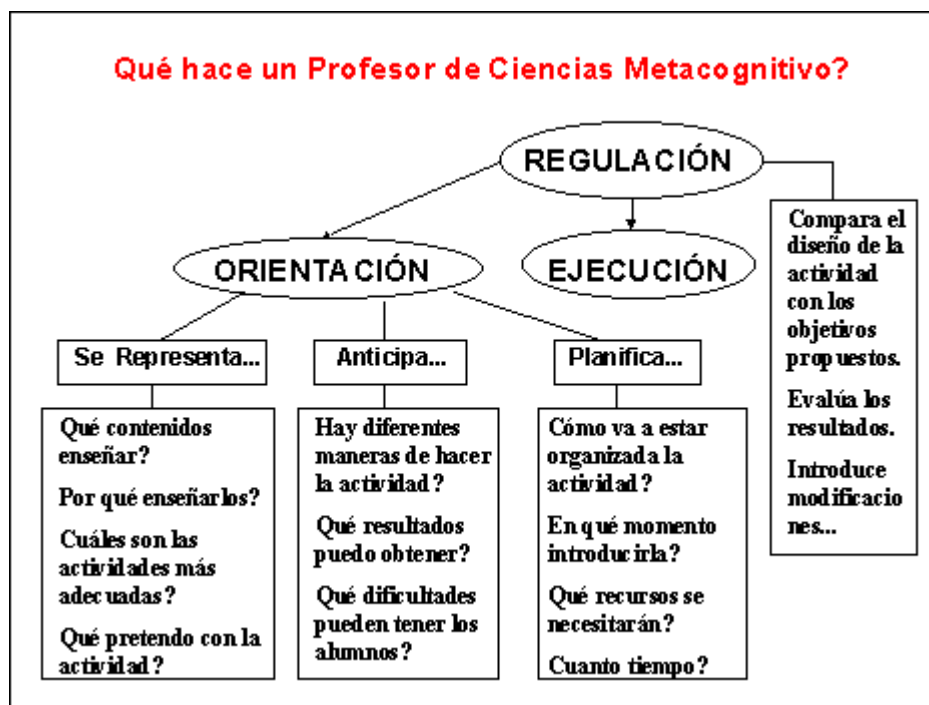 Qué hace un Profesor de Ciencias Metacognitivo?
REGULACIÓN
ORIENTACIÓN
EJECUCIÓN
Compara el
diseño de la
actividad
con los
objetivos
propuestos.
Evalúa los
resultados.
Introduce
modificacio
nes...
Se Representa...
Qué contenidos
enseñar?
Por qué enseñarlos?
Cuáles son las
actividades más
adecuadas?
Qué pretendo con la
actividad?
Anticipa...
Hay diferentes
maneras de hacer
la actividad?
Qué resultados
puedo obtener?
Qué dificultades
pueden tener los
alumnos?
Planifica...
Cómo va a estar
organizada la
actividad?
En qué momento
introducirla?
Qué recursos se
necesitarán?
Cuanto tiempo?